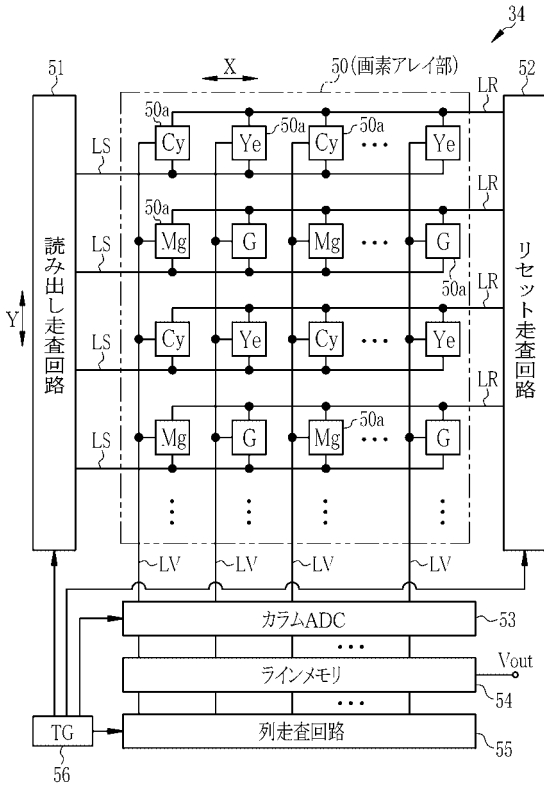 34
51
X
50(画素アレイ部)
52
LR
50a
Cy
Ye
50a
Cy
50a
Ye
LS
LR
50a
Mg
G
Mg
G
50a
LS
LR
読み出し走査回路
Y
リセット走査回路
Cy
Ye
Cy
Ye
LS
LR
Mg
G
Mg
50a
G
LS
LV
LV
LV
LV
カラムADC
53
ラインメモリ
Vout
54
TG
列走査回路
56
55